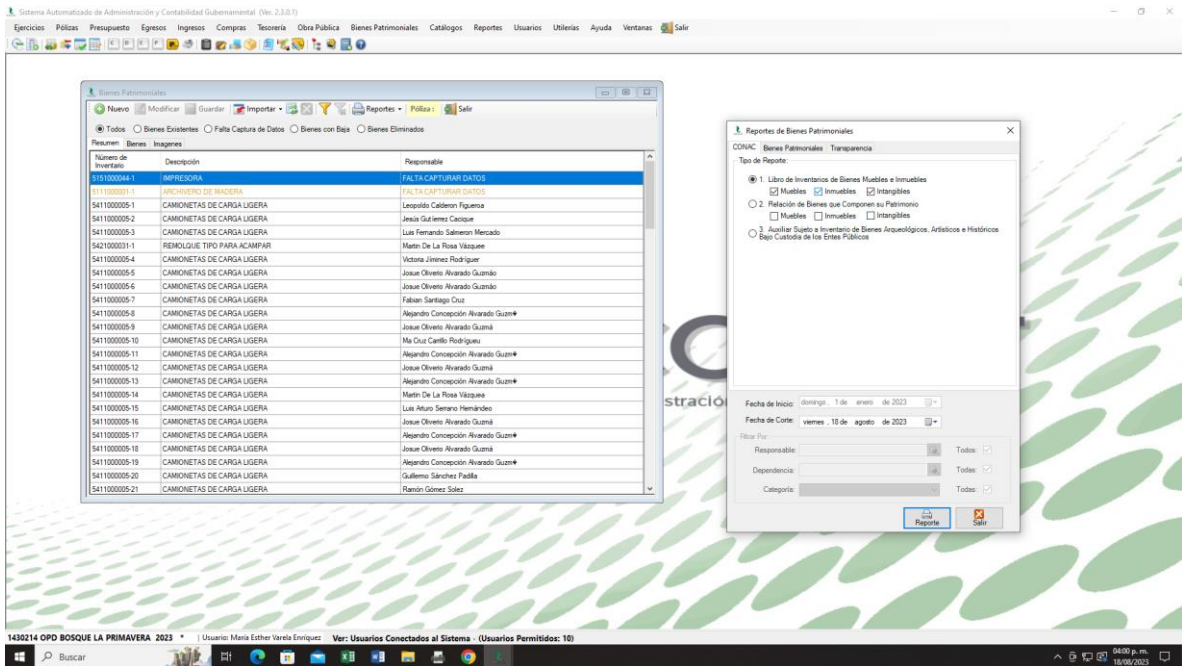 Sistema Automatizado de Administración y Contabilidad Gubernamental (Ver. 2.3.0.1)
Ejercicios Pólizas Presupuesto Egresos Ingresos Compras Tesorería Obra Pública Bienes Patrimoniales Catálogos Reportes Usuarios Utilerías Ayuda Ventanas Salir
Bienes Patrimoniales
Nuevo Modificar Guardar Importar Reportes Póliza: Salir
Todos Bienes Existentes Falta Captura de Datos Bienes con Baja Bienes Eliminados
Resumen Bienes Imagenes
Número de Inventario Descripción Responsable
5151000044-1 IMPRESORA FALTA CAPTURAR DATOS
5111000001-1 ARCHIVERO DE MADERA FALTA CAPTURAR DATOS
5411000005-1 CAMIONETAS DE CARGA LIGERA Leopoldo Calderon Figueroa
5411000005-2 CAMIONETAS DE CARGA LIGERA Jesús Gutierrez Cacique
5411000005-3 CAMIONETAS DE CARGA LIGERA Luis Fernando Salmeron Mercado
5421000031-1 REMOLQUE TIPO PARA ACAMPAR Martin De La Rosa Vázquee
5411000005-4 CAMIONETAS DE CARGA LIGERA Victoria Jiminez Rodríguer
5411000005-5 CAMIONETAS DE CARGA LIGERA Josue Oliverio Alvarado Guzmáo
5411000005-6 CAMIONETAS DE CARGA LIGERA Josue Oliverio Alvarado Guzmáo
5411000005-7 CAMIONETAS DE CARGA LIGERA Fabian Santiago Cruz
5411000005-8 CAMIONETAS DE CARGA LIGERA Alejandro Concepción Alvarado Guzm�
5411000005-9 CAMIONETAS DE CARGA LIGERA Josue Oliverio Alvarado Guzmá
5411000005-10 CAMIONETAS DE CARGA LIGERA Ma Cruz Carrillo Rodrígueu
5411000005-11 CAMIONETAS DE CARGA LIGERA Alejandro Concepción Alvarado Guzm�
5411000005-12 CAMIONETAS DE CARGA LIGERA Josue Oliverio Alvarado Guzmá
5411000005-13 CAMIONETAS DE CARGA LIGERA Alejandro Concepción Alvarado Guzm�
5411000005-14 CAMIONETAS DE CARGA LIGERA Martin De La Rosa Vázquea
5411000005-15 CAMIONETAS DE CARGA LIGERA Luis Arturo Serrano Hernándeo
5411000005-16 CAMIONETAS DE CARGA LIGERA Josue Oliverio Alvarado Guzmá
5411000005-17 CAMIONETAS DE CARGA LIGERA Alejandro Concepción Alvarado Guzm�
5411000005-18 CAMIONETAS DE CARGA LIGERA Josue Oliverio Alvarado Guzmá
5411000005-19 CAMIONETAS DE CARGA LIGERA Alejandro Concepción Alvarado Guzm�
5411000005-20 CAMIONETAS DE CARGA LIGERA Guillermo Sánchez Padilla
5411000005-21 CAMIONETAS DE CARGA LIGERA Ramón Gómez Solez
Reportes de Bienes Patrimoniales
CONAC Bienes Patrimoniales Transparencia
Tipo de Reporte:
1. Libro de Inventarios de Bienes Muebles e Inmuebles
Muebles Inmuebles Intangibles
2. Relación de Bienes que Componen su Patrimonio
Muebles Inmuebles Intangibles
3. Auxiliar Sujeto a Inventario de Bienes Arqueológicos, Artísticos e Históricos
Bajo Custodia de los Entes Públicos
Fecha de Inicio: domingo , 1 de enero de 2023
Fecha de Corte: viernes , 18 de agosto de 2023
Filtrar Por:
Responsable: Todos:
Dependencia: Todas:
Categoría: Todas:
Reporte Salir
stració
1430214 OPD BOSQUE LA PRIMAVERA 2023 * Usuario: María Esther Varela Enríquez Ver: Usuarios Conectados al Sistema - (Usuarios Permitidos: 10)
Buscar
04:00 p. m.
18/08/2023